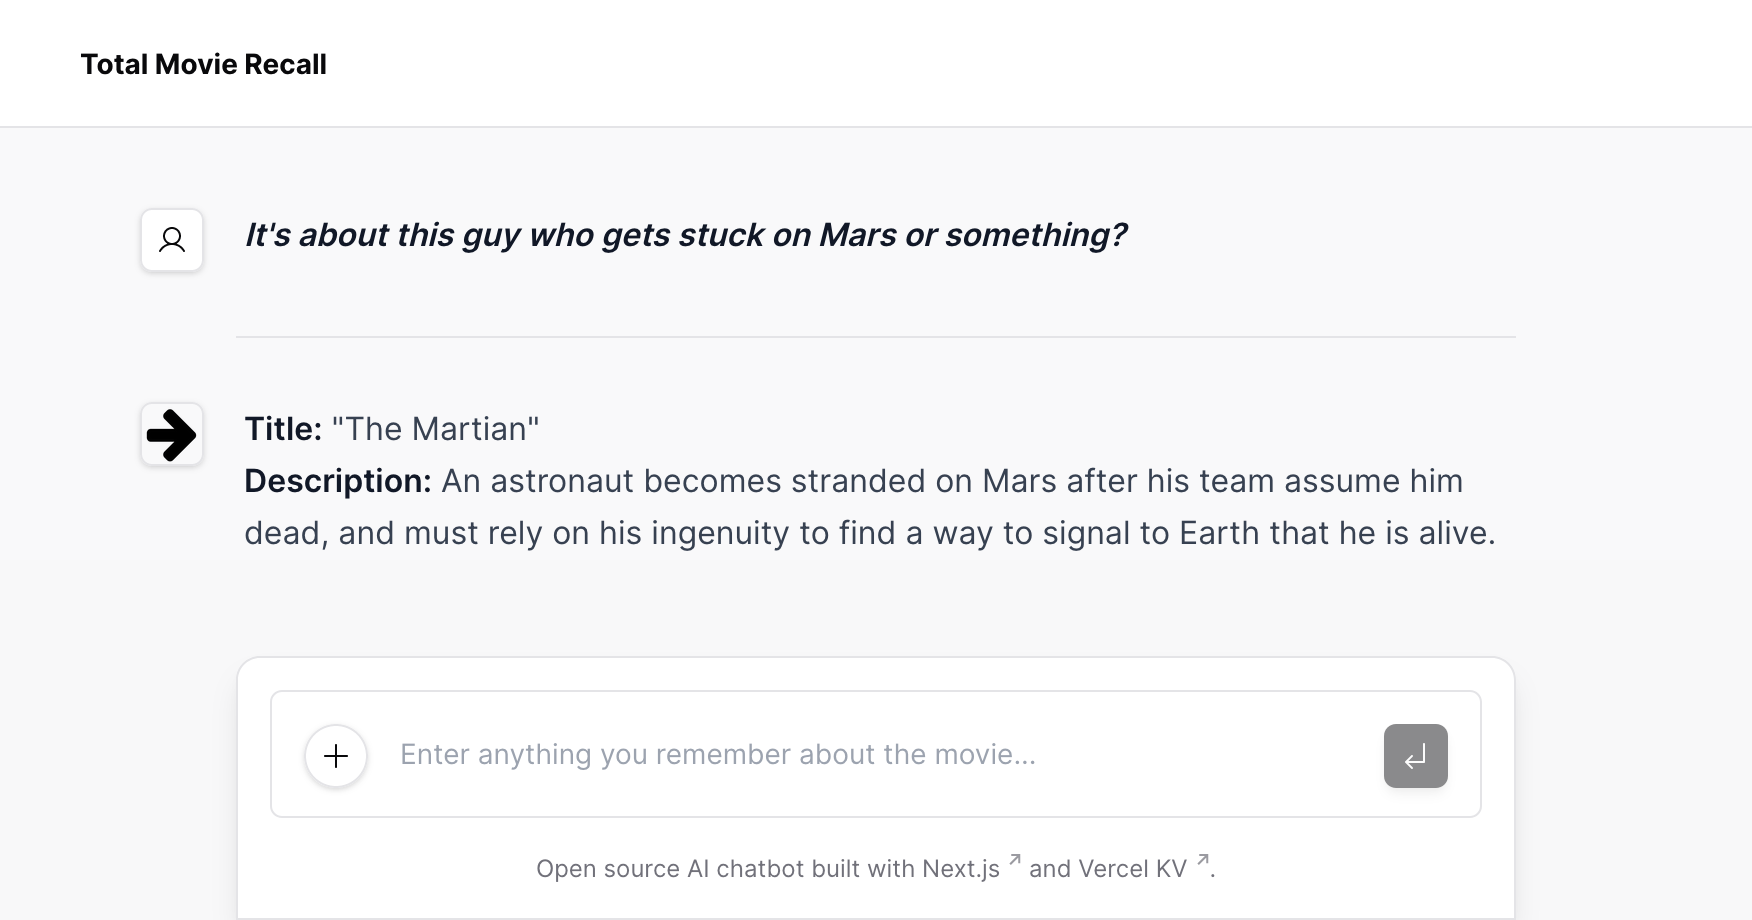 Total Movie Recall
It's about this guy who gets stuck on Mars or something?
Title: "The Martian"
Description: An astronaut becomes stranded on Mars after his team assume him
dead, and must rely on his ingenuity to find a way to signal to Earth that he is alive.
Enter anything you remember about the movie...
Open source AI chatbot built with Next.js and Vercel KV .